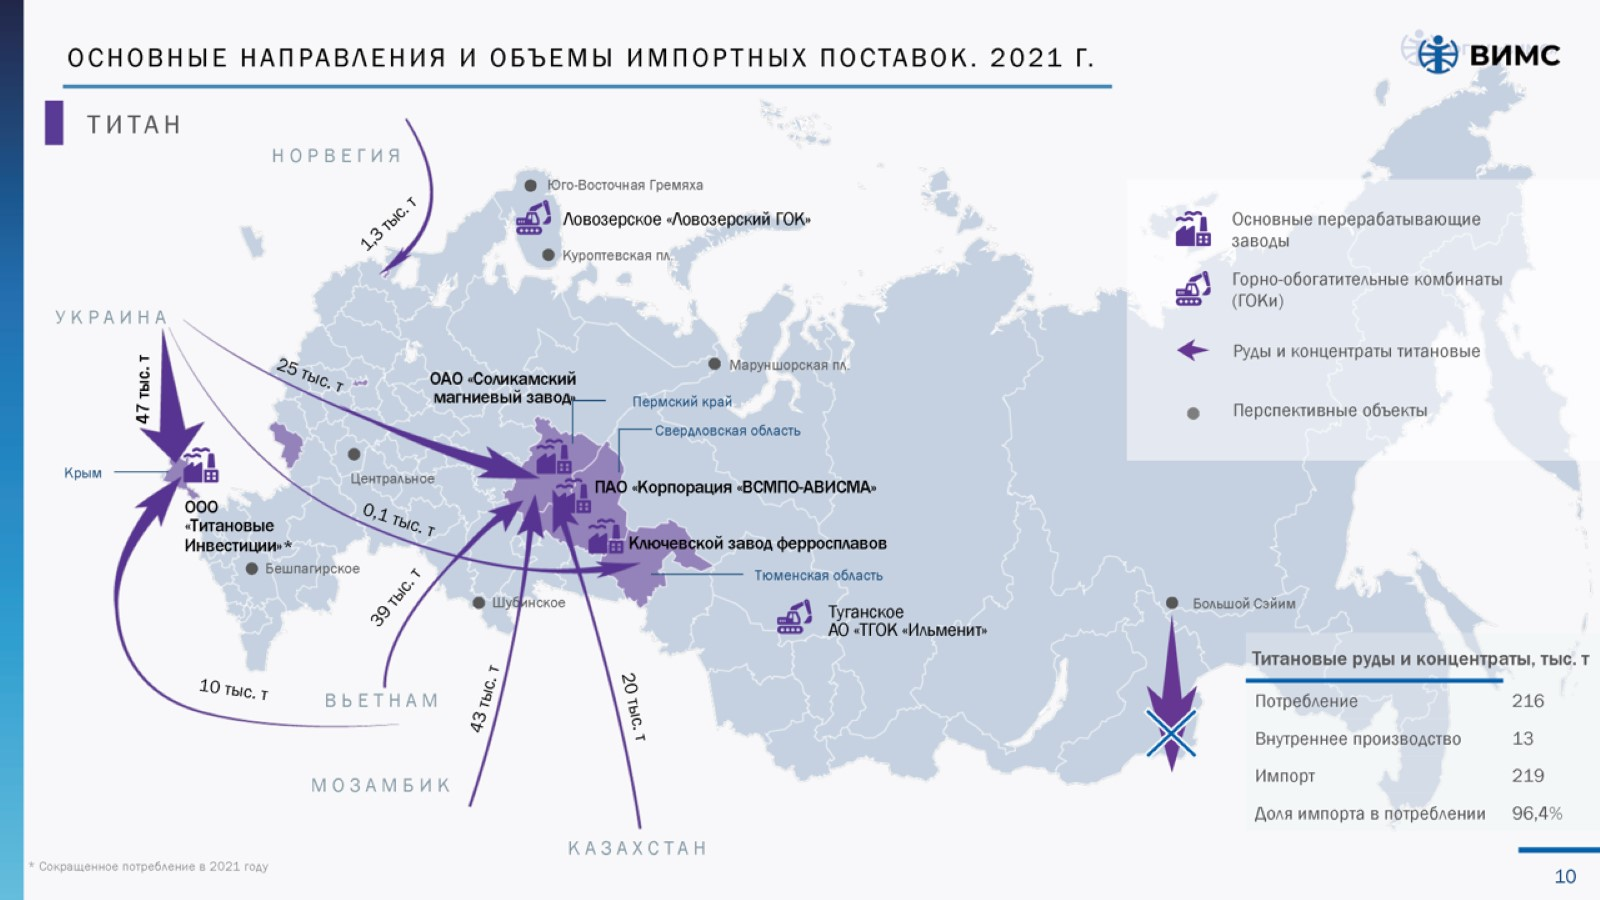 ОСНОВНЫЕ НАПРАВЛЕНИЯ И ОБЪЕМЫ ИМПОРТНЫХ ПОСТАВОК. 2021 Г.
ВИМС
ТИТАН
НОРВЕГИЯ
1,3 тыс. т
Юго-Восточная Гремяха
Ловозерское «Ловозерский ГОК»
Куроптевская пл.
Основные перерабатывающие
заводы
Горно-обогатительные комбинаты
(ГОКи)
Руды и концентраты титановые
Перспективные объекты
УКРАИНА
47 тыс. т
25 тыс. т
ОАО «Соликамский
магниевый завод»
Маруншорская пл.
Пермский край
Свердловская область
Крым
Центральное
ПАО «Корпорация «ВСМПО-АВИСМА»
ООО
«Титановые
Инвестиции»*
0,1 тыс. т
Ключевской завод ферросплавов
Бешпагирское
Тюменская область
39 тыс. т
Шубинское
Туганское
АО «ТГОК «Ильменит»
Большой Сэйим
10 тыс. т
ВЬЕТНАМ
43 тыс. т
20 тыс. т
МОЗАМБИК
КАЗАХСТАН
Титановые руды и концентраты, тыс. т
Потребление 216
Внутреннее производство 13
Импорт 219
Доля импорта в потреблении 96,4%
* Сокращенное потребление в 2021 году
10